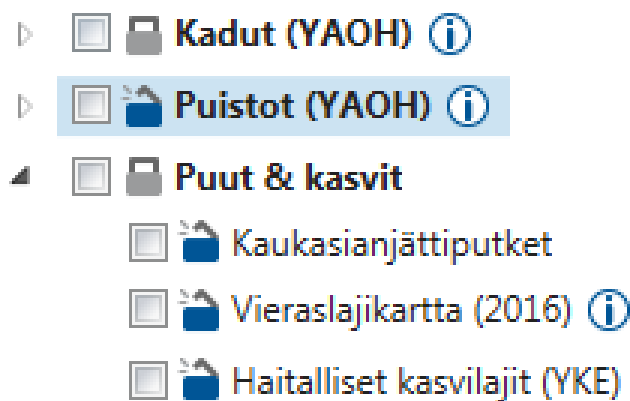 Kadut (YAOH)
Puistot (YAOH)
Puut & kasvit
Kaukasianjättiputket
Vieraslajikartta (2016)
Haitalliset kasvilajit (YKE)